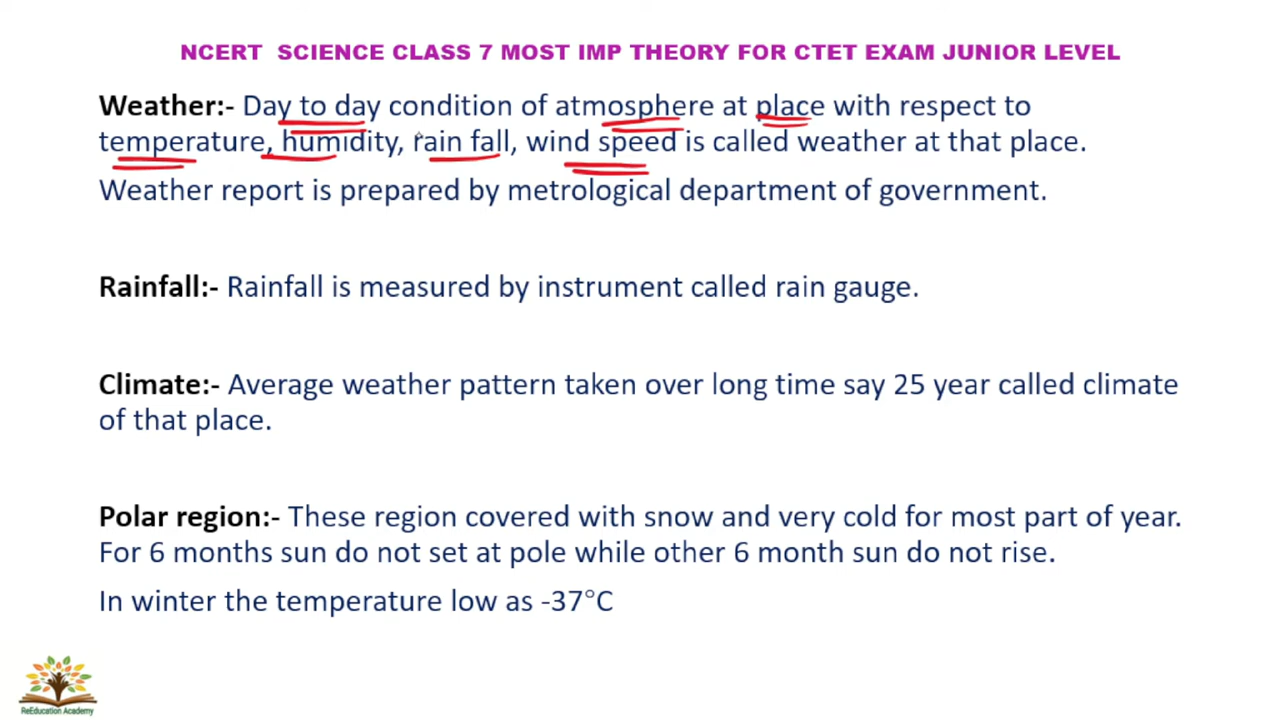 NCERT SCIENCE CLASS 7 MOST IMP THEORY FOR CTET EXAM JUNIOR LEVEL
Weather:- Day to day condition of atmosphere at place with respect to
temperature, humidity, rain fall, wind speed is called weather at that place.
Weather report is prepared by metrological department of government.
Rainfall:- Rainfall is measured by instrument called rain gauge.
Climate:- Average weather pattern taken over long time say 25 year called climate
of that place.
Polar region:- These region covered with snow and very cold for most part of year.
For 6 months sun do not set at pole while other 6 month sun do not rise.
In winter the temperature low as -37°C
ReEducation Academy